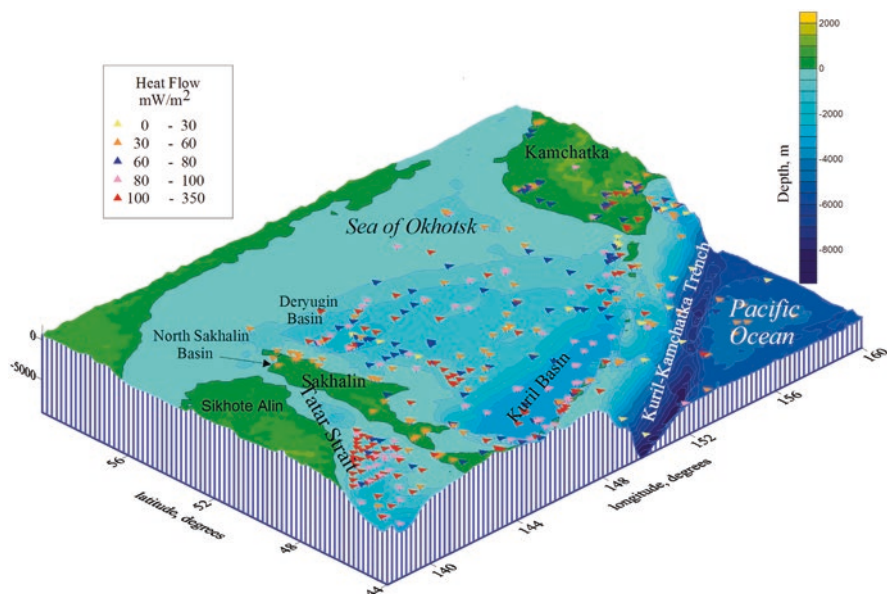 Heat Flow
mW/m2
0 - 30
30 - 60
60 - 80
80 - 100
100 - 350
2000
0
-2000
-4000
-6000
-8000
Depth, m
Kamchatka
Sea of Okhotsk
Deryugin
Basin
North Sakhalin
Basin
Sakhalin
Sikhote Alin
Tatar Strait
Kuril Basin
Kuril-Kamchatka Trench
Pacific
Ocean
0
-5000
56
52
48
44
latitude, degrees
140
144
148
152
156
160
longitude, degrees